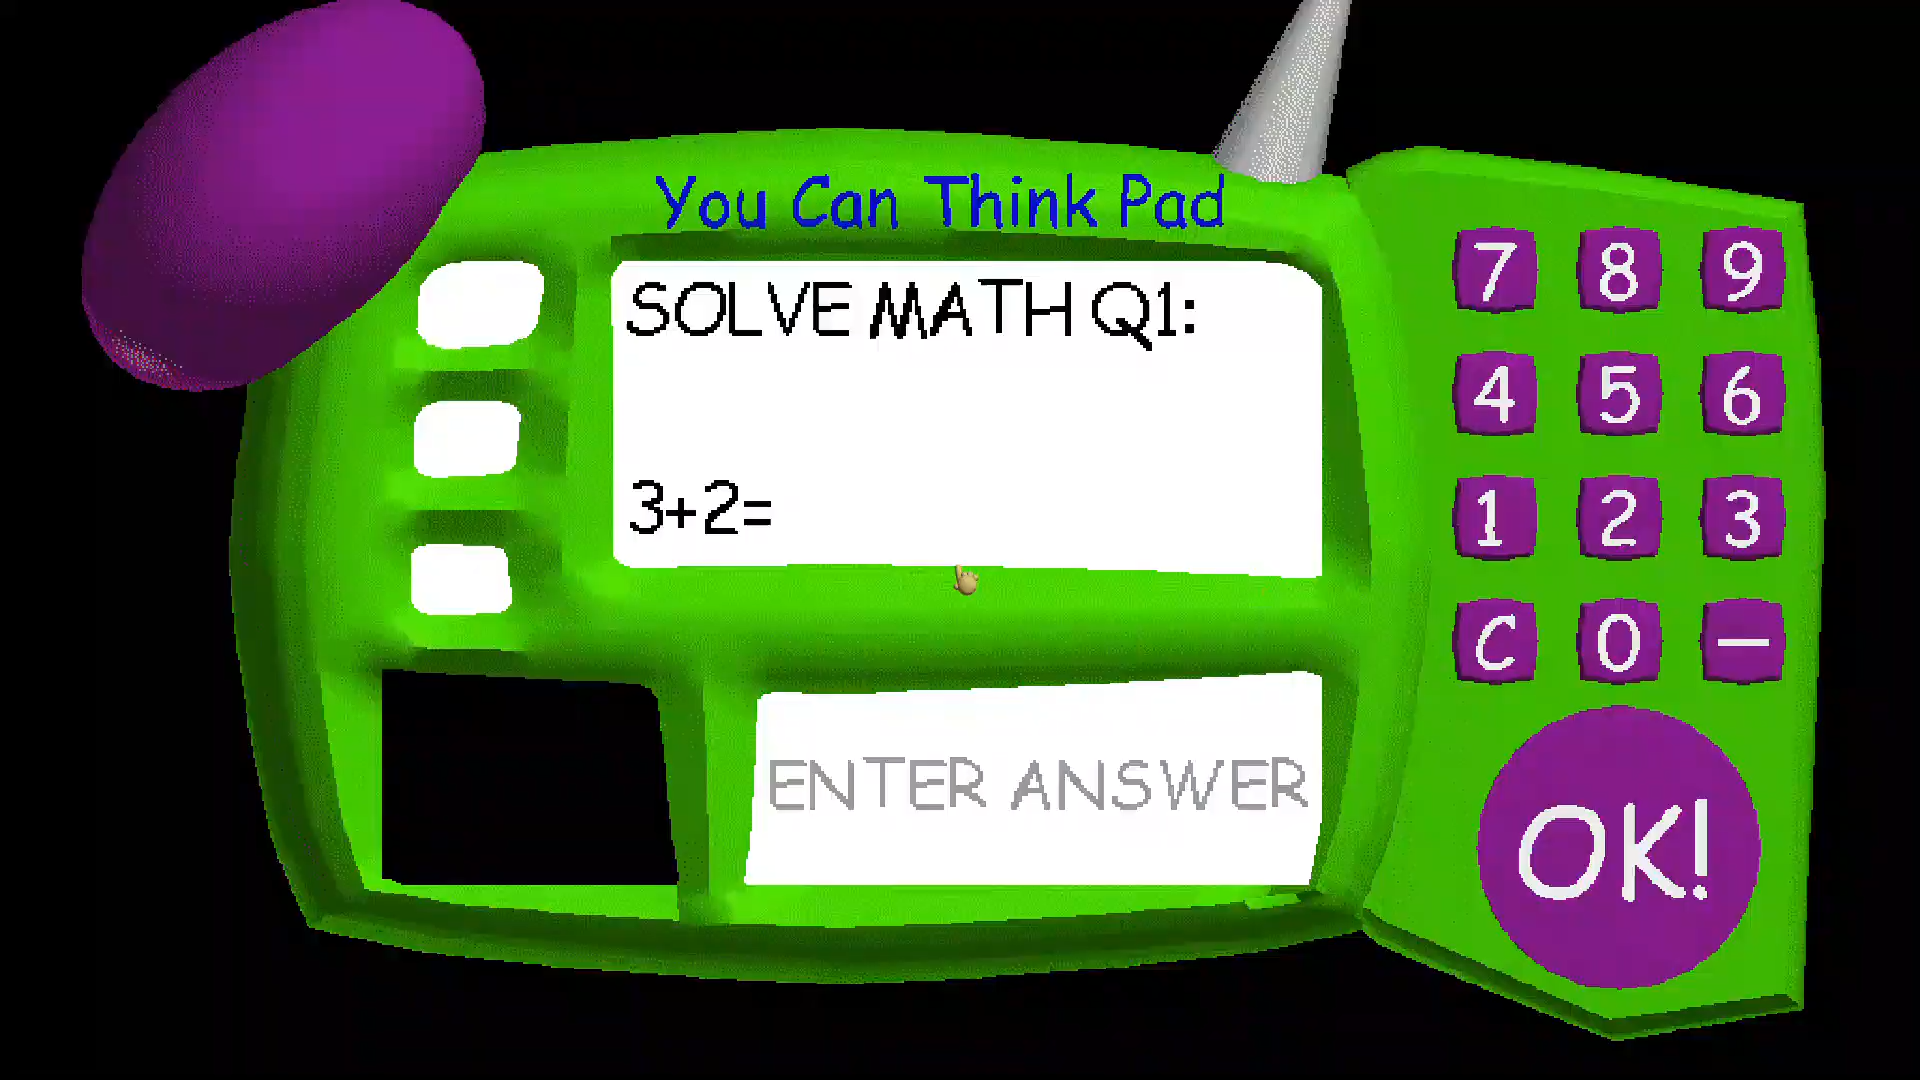 You Can Think Pad
SOLVE MATH Q1:
3+2=
ENTER ANSWER
7 8 9
4 5 6
1 2 3
C 0 −
OK!